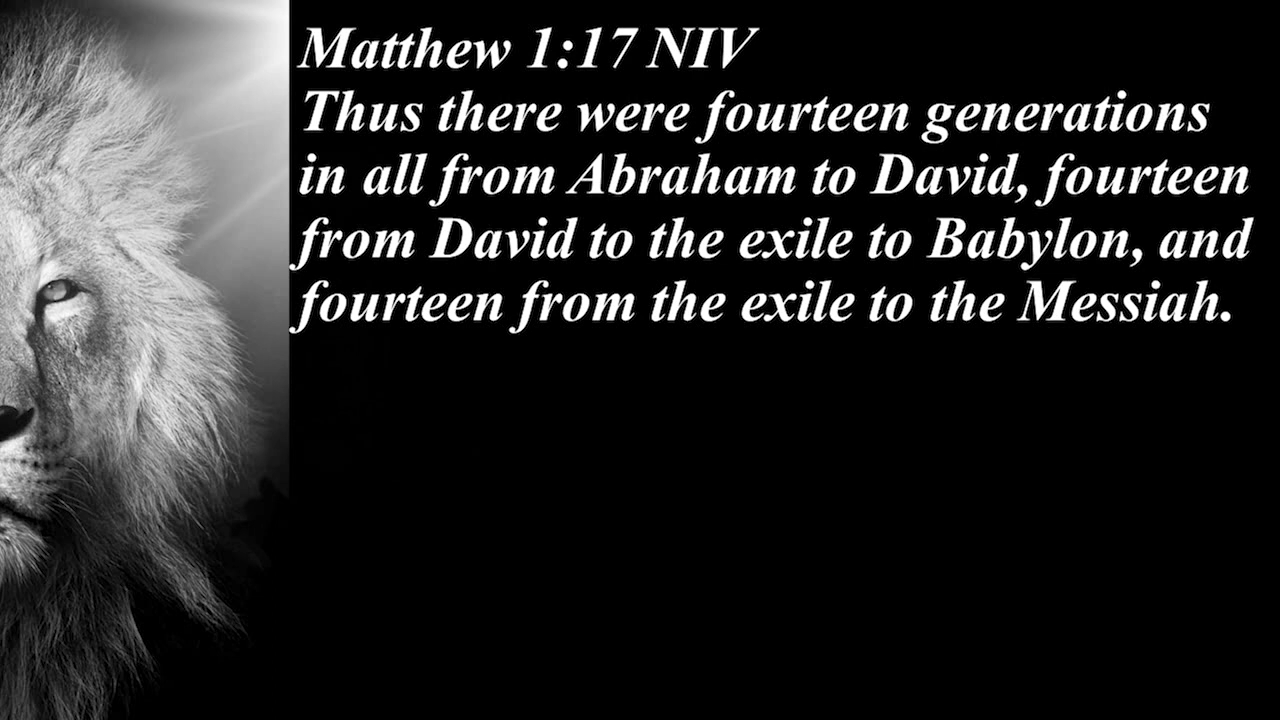 Matthew 1:17 NIV
Thus there were fourteen generations
in all from Abraham to David, fourteen
from David to the exile to Babylon, and
fourteen from the exile to the Messiah.